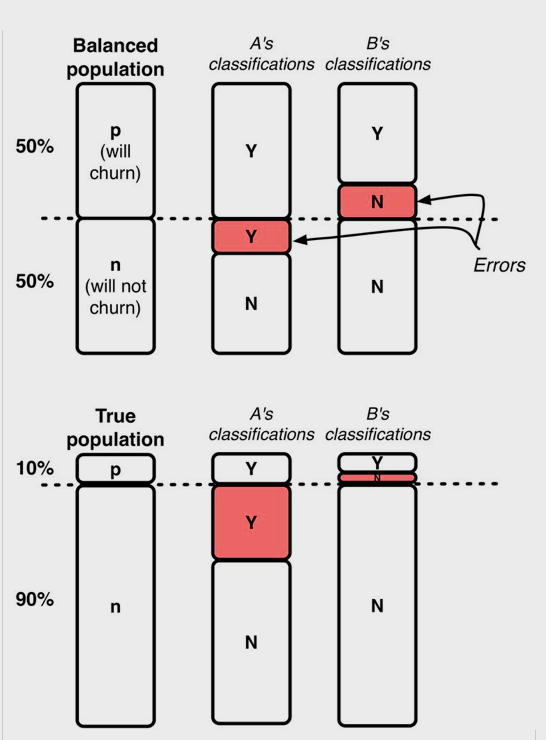 Balanced
population
A's
classifications
B's
classifications
50%
p
(will
churn)
Y
Y
N
Y
50%
n
(will not
churn)
N
N
Errors
True
population
A's
classifications
B's
classifications
10%
p
Y
Y
N
Y
90%
n
N
N